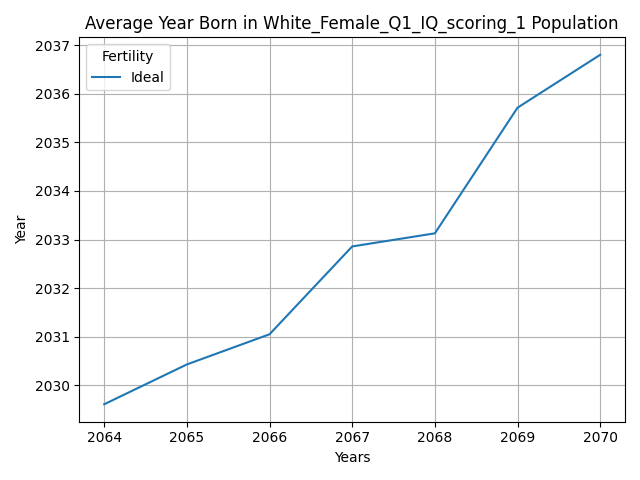 Average Year Born in White_Female_Q1_IQ_scoring_1 Population
Fertility
Ideal
2037
2036
2035
2034
2033
2032
2031
2030
Year
2064 2065 2066 2067 2068 2069 2070
Years